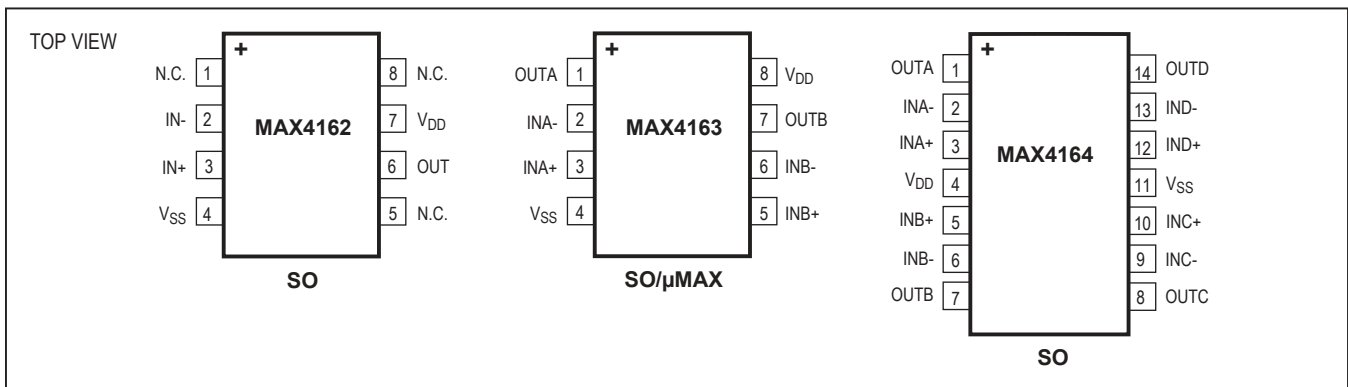 TOP VIEW
+
N.C. 1
8 N.C.
IN- 2
MAX4162
7 VDD
IN+ 3
6 OUT
VSS 4
5 N.C.
SO
+
OUTA 1
8 VDD
INA- 2
MAX4163
7 OUTB
INA+ 3
6 INB-
VSS 4
5 INB+
SO/µMAX
+
OUTA 1
14 OUTD
INA- 2
13 IND-
INA+ 3
MAX4164
12 IND+
VDD 4
11 VSS
INB+ 5
10 INC+
INB- 6
9 INC-
OUTB 7
8 OUTC
SO